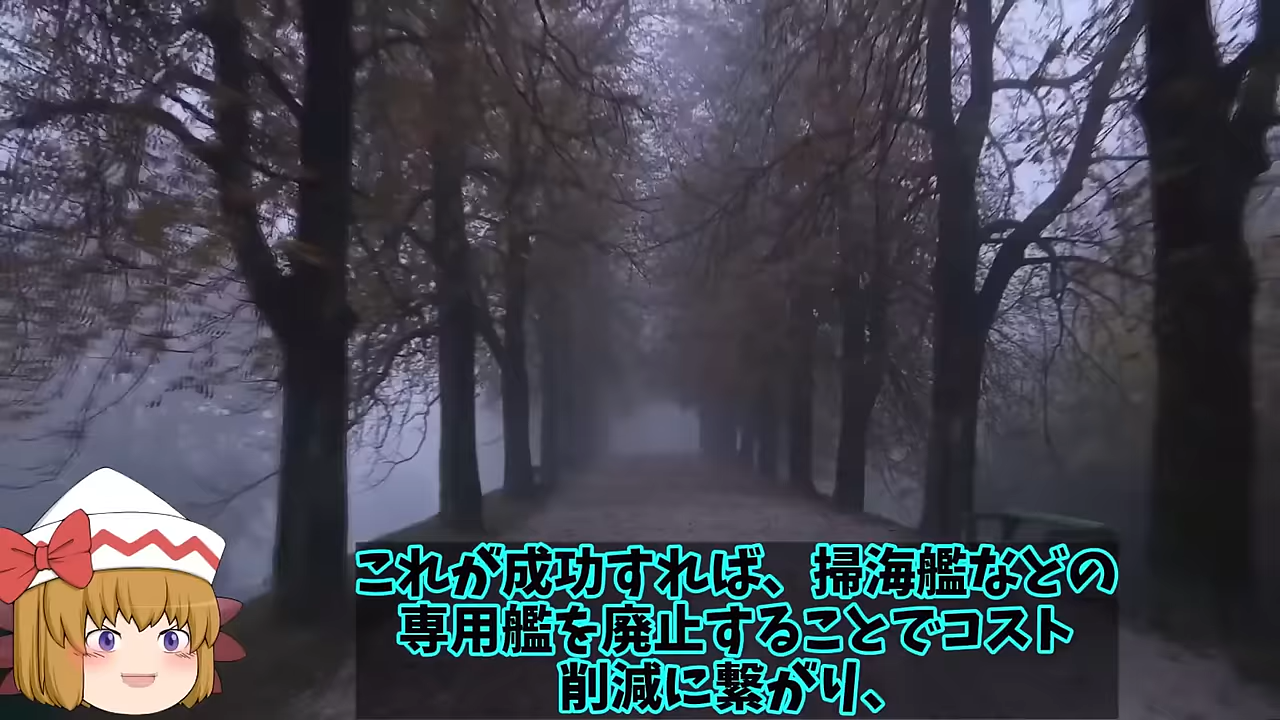 これが成功すれば、掃海艦などの
専用艦を廃止することでコスト
削減に繋がり、